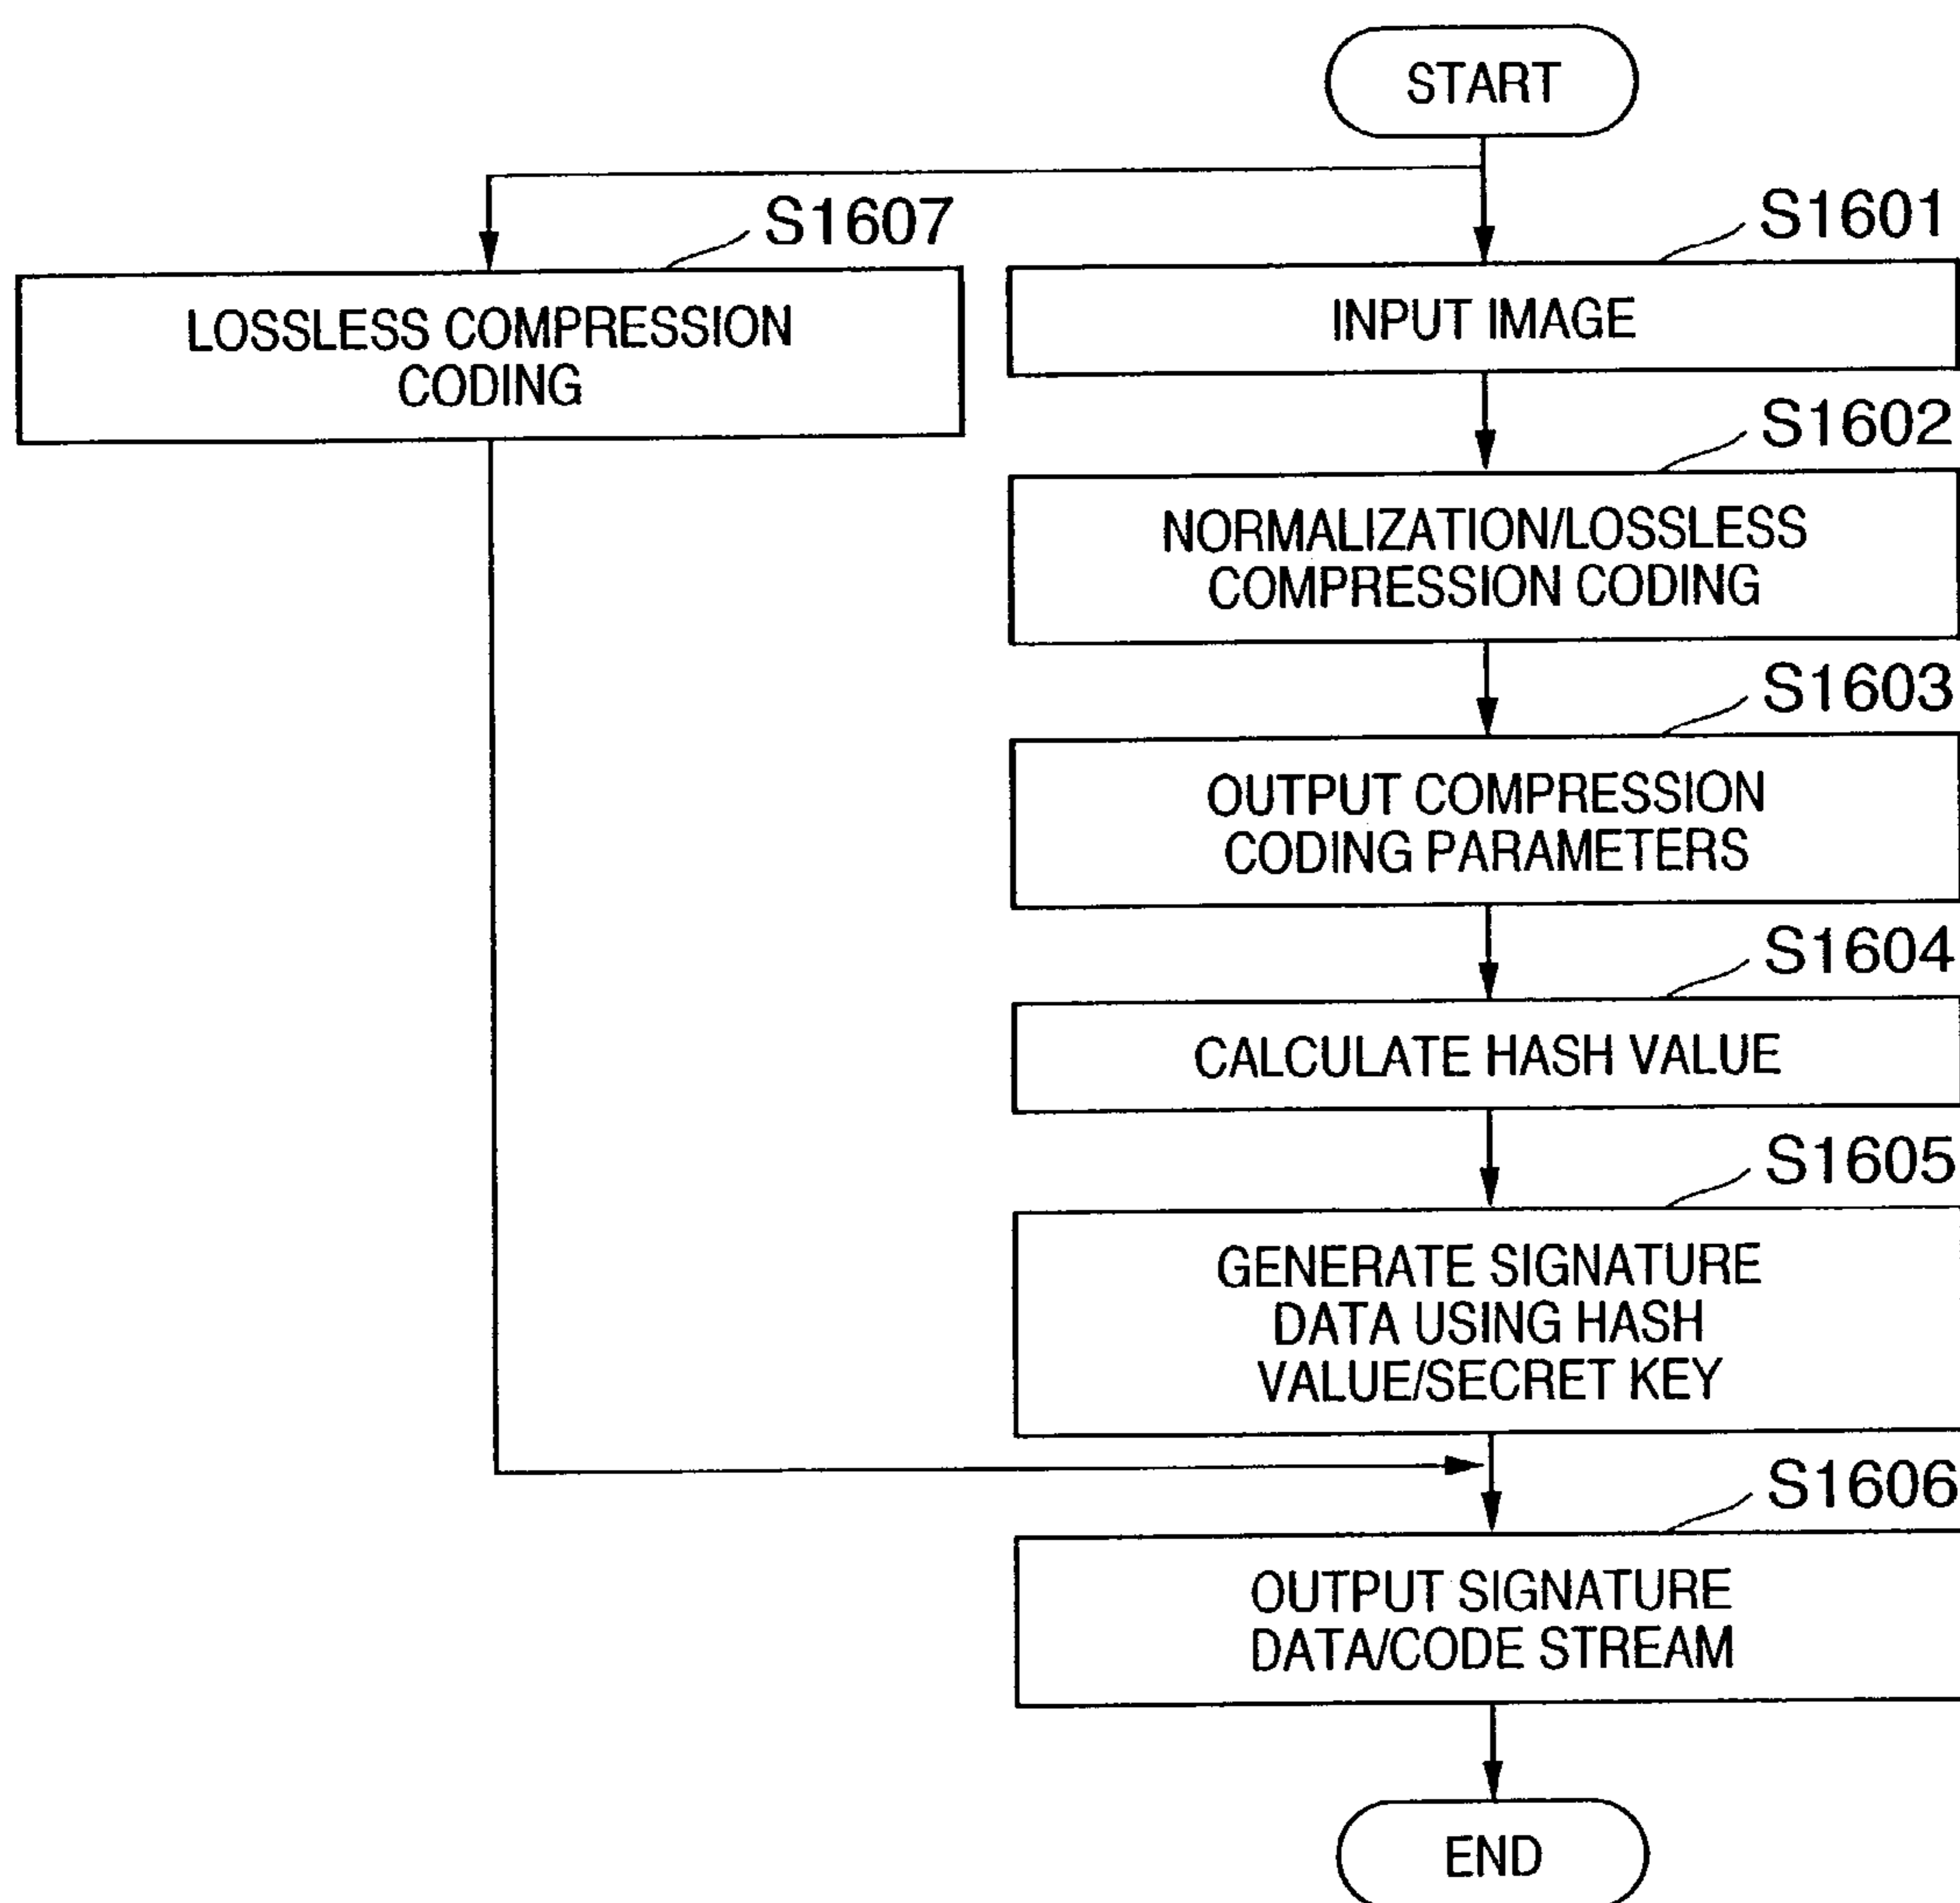 START
S1607
LOSSLESS COMPRESSION
CODING
S1601
INPUT IMAGE
S1602
NORMALIZATION/LOSSLESS
COMPRESSION CODING
S1603
OUTPUT COMPRESSION
CODING PARAMETERS
S1604
CALCULATE HASH VALUE
S1605
GENERATE SIGNATURE
DATA USING HASH
VALUE/SECRET KEY
S1606
OUTPUT SIGNATURE
DATA/CODE STREAM
END